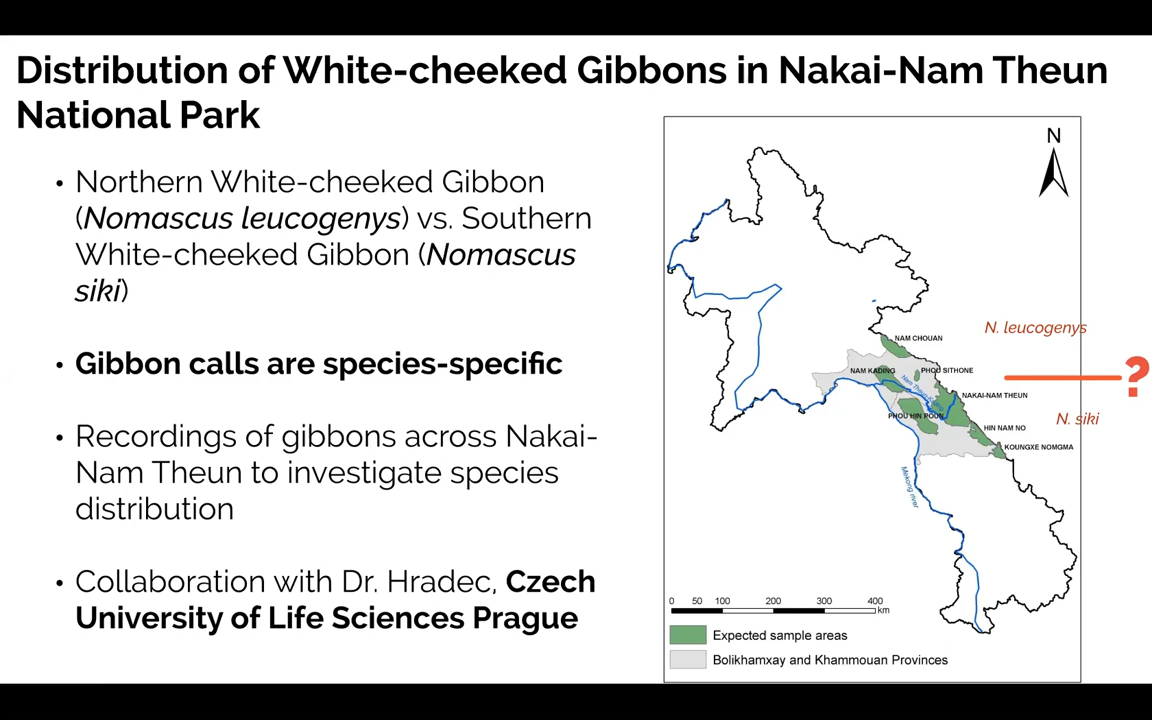 Distribution of White-cheeked Gibbons in Nakai-Nam Theun
National Park
• Northern White-cheeked Gibbon
(Nomascus leucogenys) vs. Southern
White-cheeked Gibbon (Nomascus
siki)
• Gibbon calls are species-specific
• Recordings of gibbons across Nakai-
Nam Theun to investigate species
distribution
• Collaboration with Dr. Hradec, Czech
University of Life Sciences Prague
N
N. leucogenys
NAM CHOUAN
NAM KADING
PHOU SITHONE
?
Nam Theun-Kading
NAKAI-NAM THEUN
PHOU HIN POUN
N. siki
HIN NAM NO
KOUNGXE NOMGMA
Mekong river
0 50 100 200 300 400
km
Expected sample areas
Bolikhamxay and Khammouan Provinces